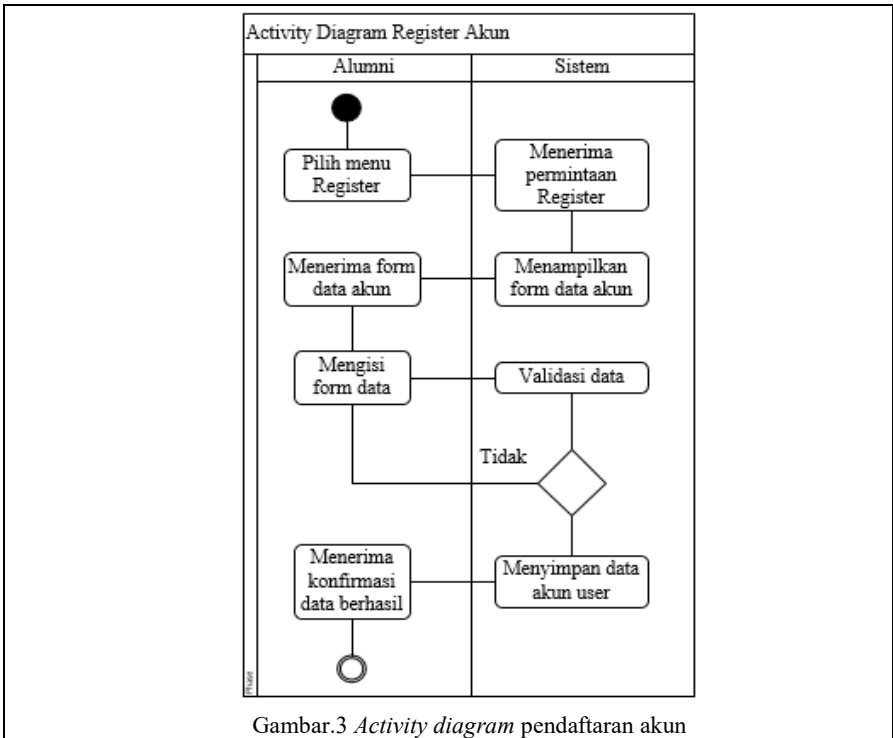 Activity Diagram Register Akun
Alumni
Sistem
Pilih menu
Register
Menerima
permintaan
Register
Menerima form
data akun
Menampilkan
form data akun
Mengisi
form data
Validasi data
Tidak
Menerima
konfirmasi
data berhasil
Menyimpan data
akun user
Phase
Gambar.3 Activity diagram pendaftaran akun